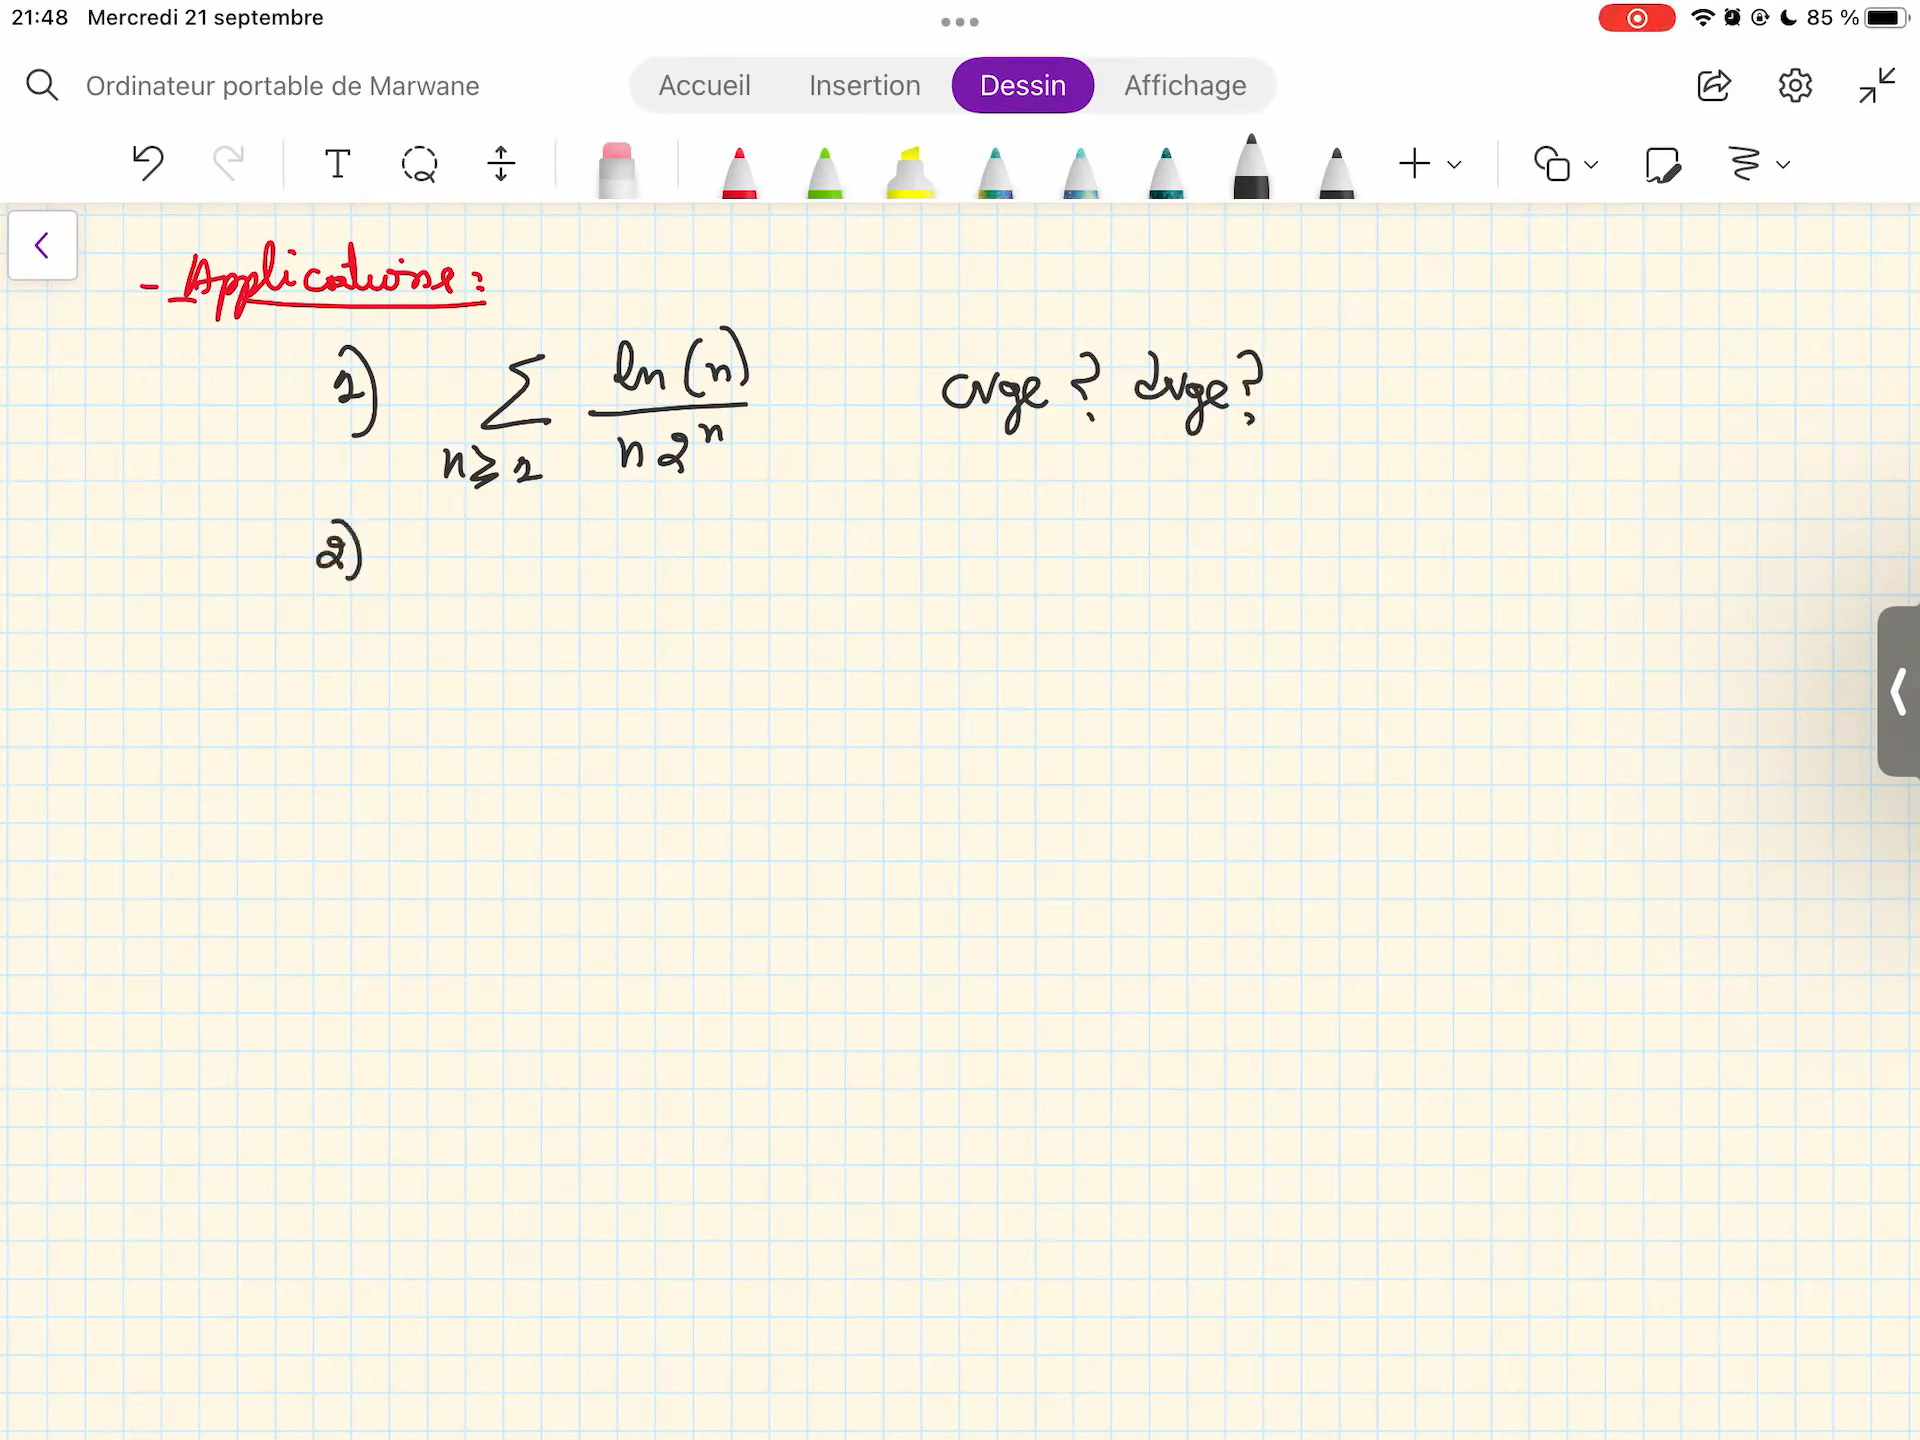 21:48 Mercredi 21 septembre 85 %
Ordinateur portable de Marwane Accueil Insertion Dessin Affichage
T
- Applications:
1) ∑ ln(n) / n 2^n cvge ? dvge ?
n ≥ 1
2)